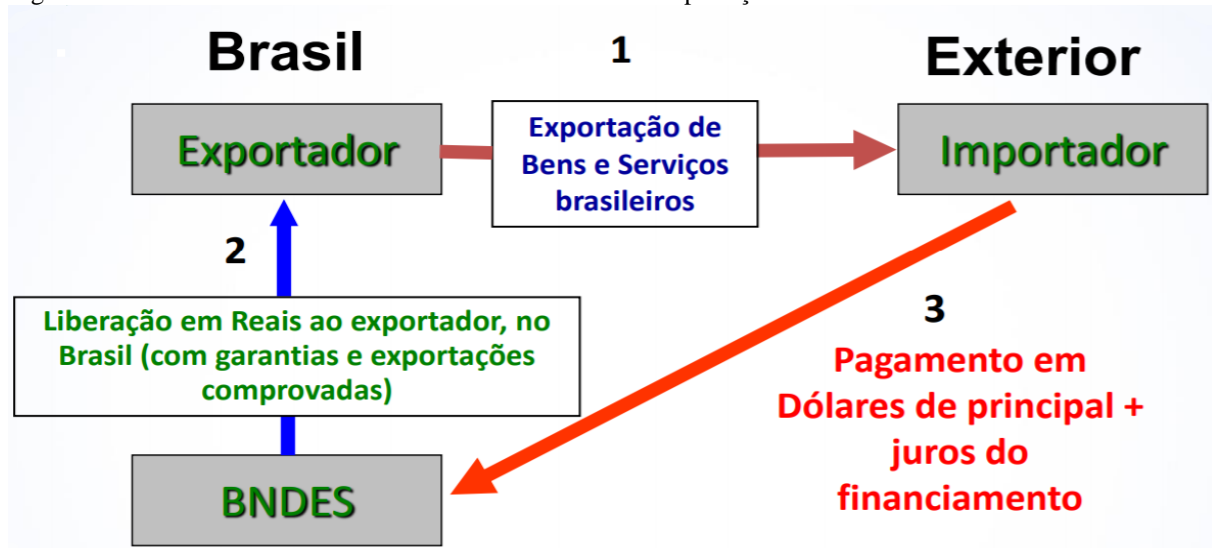 Brasil
1
Exterior
Exportador
Exportação de
Bens e Serviços
brasileiros
Importador
2
Liberação em Reais ao exportador, no
Brasil (com garantias e exportações
comprovadas)
3
Pagamento em
Dólares de principal +
juros do
financiamento
BNDES